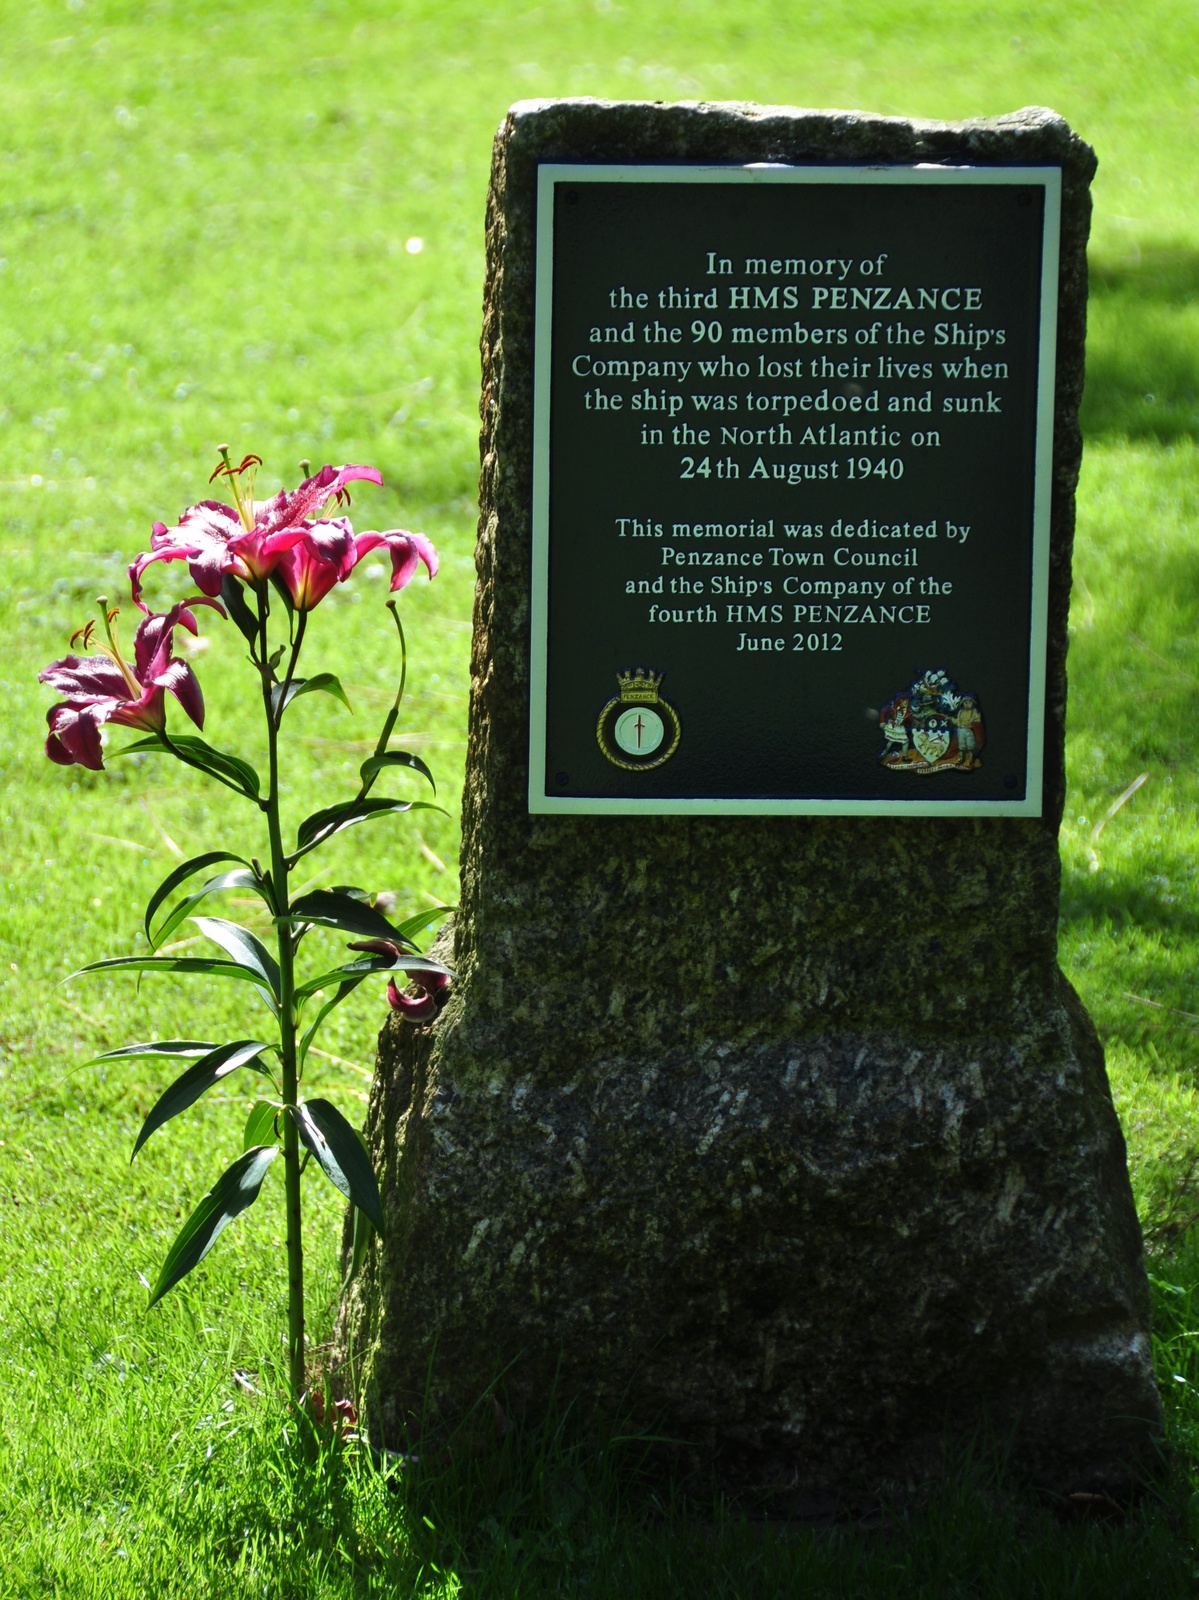 In memory of
the third HMS PENZANCE
and the 90 members of the Ship's
Company who lost their lives when
the ship was torpedoed and sunk
in the North Atlantic on
24th August 1940
This memorial was dedicated by
Penzance Town Council
and the Ship's Company of the
fourth HMS PENZANCE
June 2012
PENZANCE